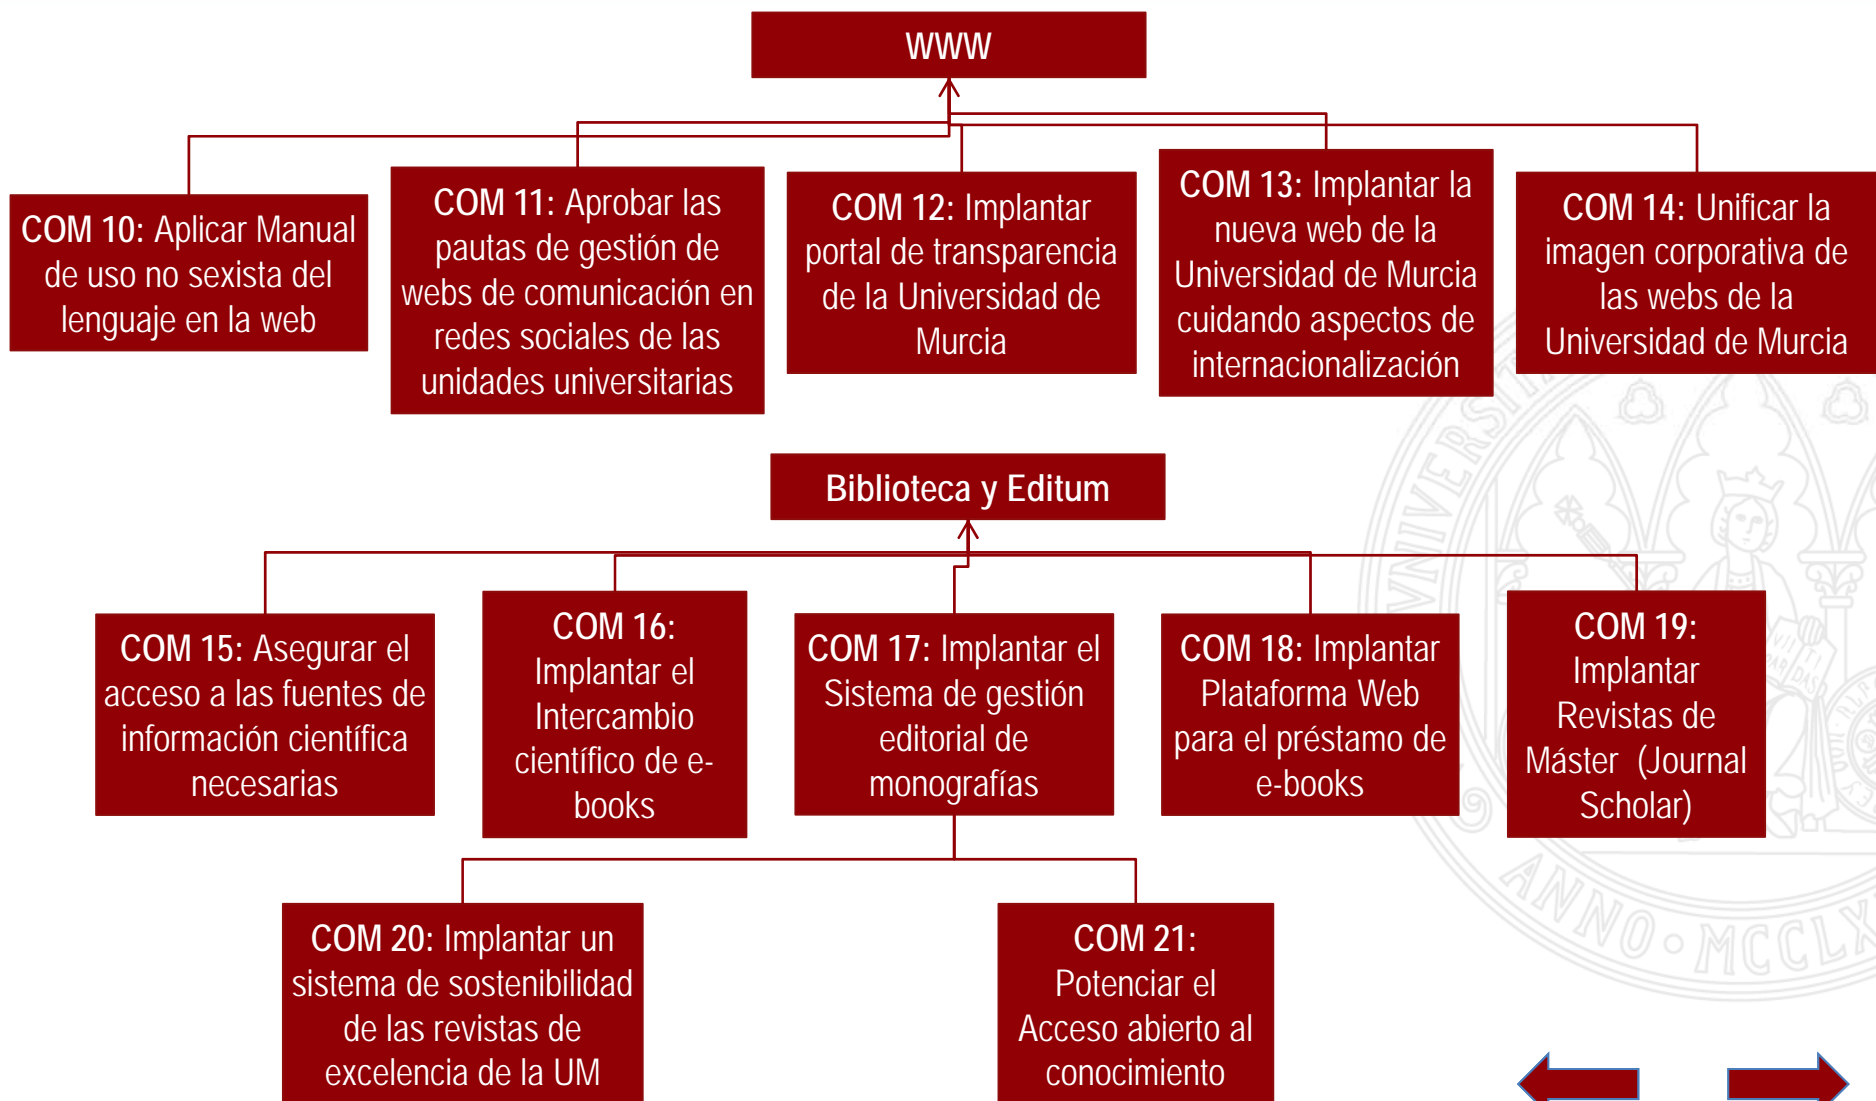 WWW
COM 10: Aplicar Manual
de uso no sexista del
lenguaje en la web
COM 11: Aprobar las
pautas de gestión de
webs de comunicación en
redes sociales de las
unidades universitarias
COM 12: Implantar
portal de transparencia
de la Universidad de
Murcia
COM 13: Implantar la
nueva web de la
Universidad de Murcia
cuidando aspectos de
internacionalización
COM 14: Unificar la
imagen corporativa de
las webs de la
Universidad de Murcia
Biblioteca y Editum
COM 15: Asegurar el
acceso a las fuentes de
información científica
necesarias
COM 16:
Implantar el
Intercambio
científico de e-
books
COM 17: Implantar el
Sistema de gestión
editorial de
monografías
COM 18: Implantar
Plataforma Web
para el préstamo de
e-books
COM 19:
Implantar
Revistas de
Máster (Journal
Scholar)
COM 20: Implantar un
sistema de sostenibilidad
de las revistas de
excelencia de la UM
COM 21:
Potenciar el
Acceso abierto al
conocimiento
ANNO MCCLX